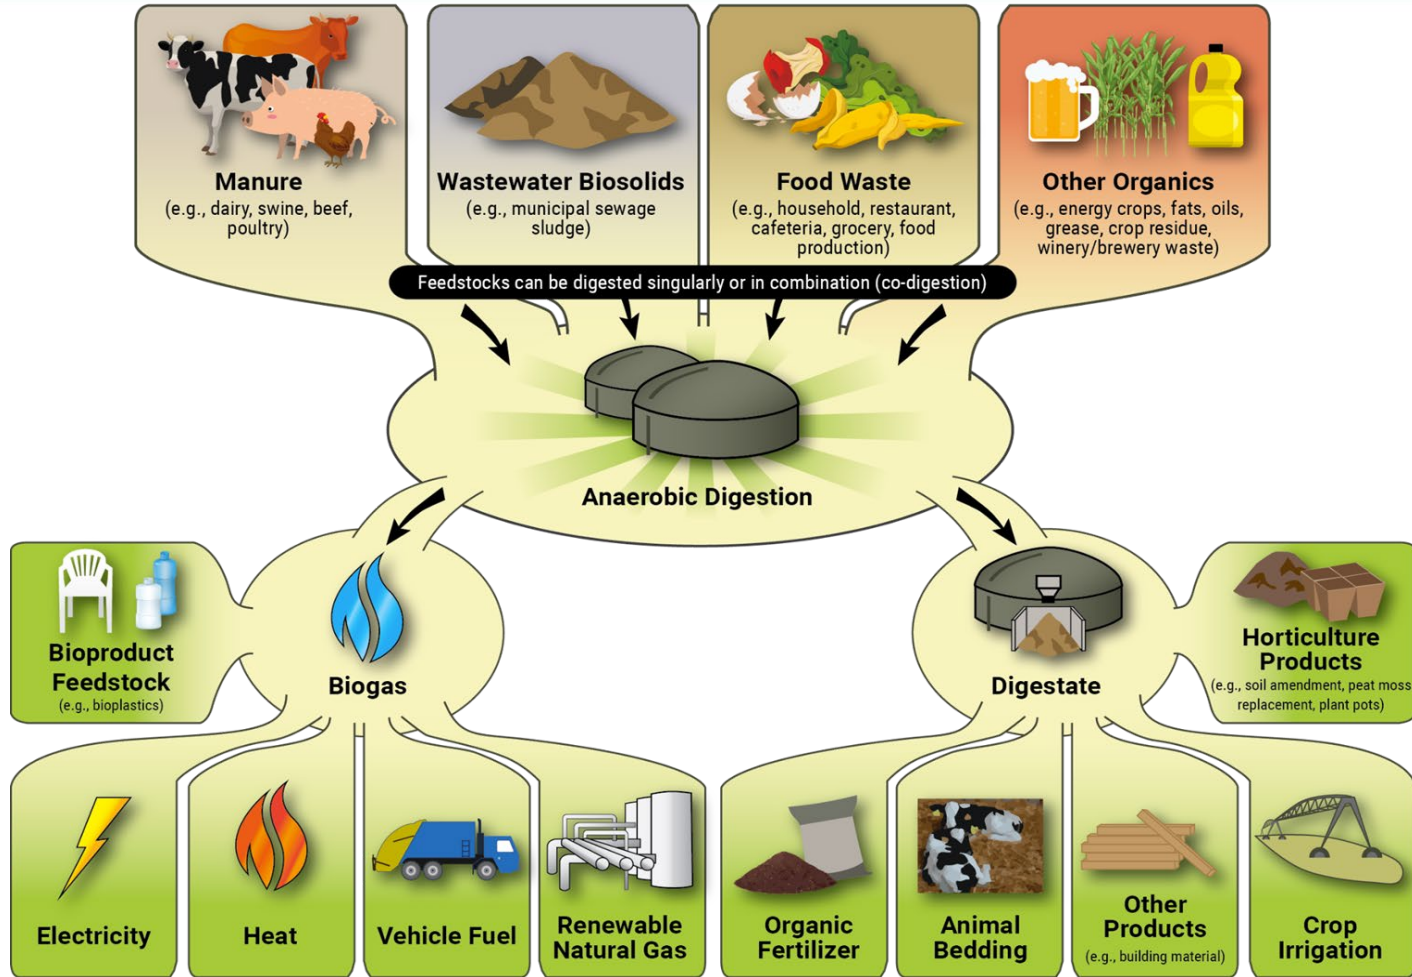 Manure
(e.g., dairy, swine, beef,
poultry)
Wastewater Biosolids
(e.g., municipal sewage
sludge)
Food Waste
(e.g., household, restaurant,
cafeteria, grocery, food
production)
Other Organics
(e.g., energy crops, fats, oils,
grease, crop residue,
winery/brewery waste)
Feedstocks can be digested singularly or in combination (co-digestion)
Anaerobic Digestion
Bioproduct
Feedstock
(e.g., bioplastics)
Biogas
Digestate
Horticulture
Products
(e.g., soil amendment, peat moss
replacement, plant pots)
Electricity
Heat
Vehicle Fuel
Renewable
Natural Gas
Organic
Fertilizer
Animal
Bedding
Other
Products
(e.g., building material)
Crop
Irrigation